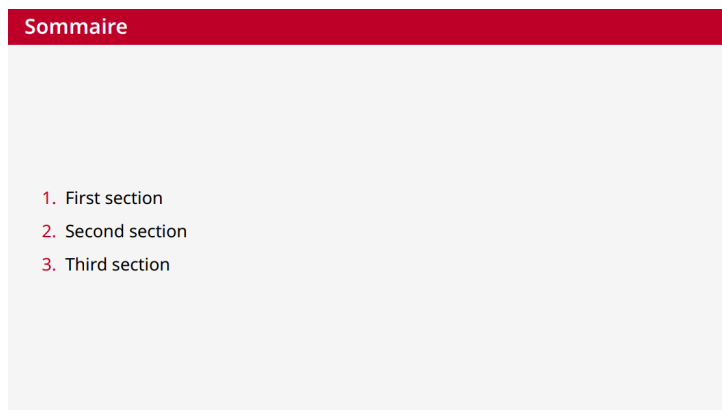 Sommaire
1. First section
2. Second section
3. Third section